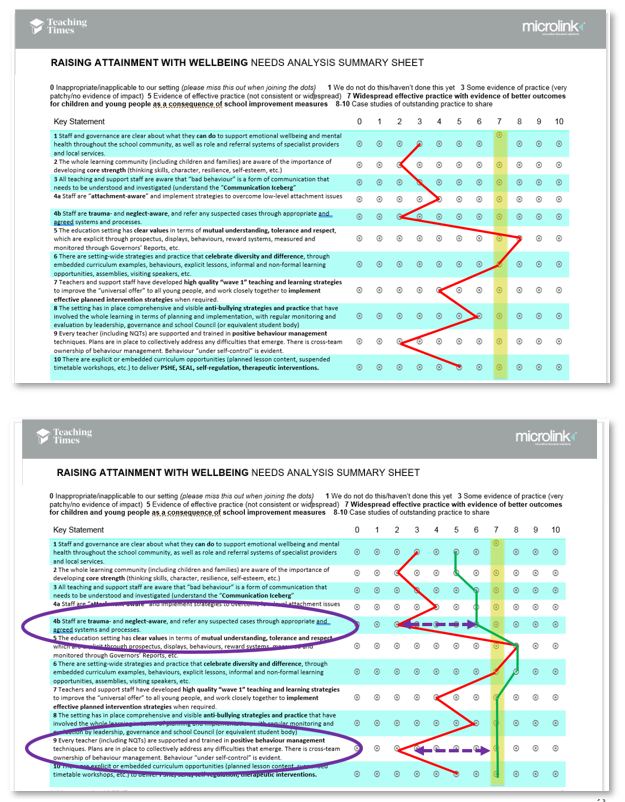 Teaching
Times
microlink
RAISING ATTAINMENT WITH WELLBEING NEEDS ANALYSIS SUMMARY SHEET
0 Inappropriate/inapplicable to our setting (please miss this out when joining the dots) 1 We do not do this/haven't done this yet 3 Some evidence of practice (very
patchy/no evidence of impact) 5 Evidence of effective practice (not consistent or widespread) 7 Widespread effective practice with evidence of better outcomes
for children and young people as a consequence of school improvement measures 8-10 Case studies of outstanding practice to share
Key Statement 0 1 2 3 4 5 6 7 8 9 10
1 Staff and governance are clear about what they can do to support emotional wellbeing and mental
health throughout the school community, as well as role and referral systems of specialist providers
and local services.
2 The whole learning community (including children and families) are aware of the importance of
developing core strength (thinking skills, character, resilience, self-esteem, etc.)
3 All teaching and support staff are aware that "bad behaviour" is a form of communication that
needs to be understood and investigated (understand the "Communication Iceberg"
4a Staff are "attachment-aware" and implement strategies to overcome low-level attachment issues
4b Staff are trauma- and neglect-aware, and refer any suspected cases through appropriate and
agreed systems and processes.
5 The education setting has clear values in terms of mutual understanding, tolerance and respect,
which are explicit through prospectus, displays, behaviours, reward systems, measured and
monitored through Governors' Reports, etc.
6 There are setting-wide strategies and practice that celebrate diversity and difference, through
embedded curriculum examples, behaviours, explicit lessons, informal and non-formal learning
opportunities, assemblies, visiting speakers, etc.
7 Teachers and support staff have developed high quality "wave 1" teaching and learning strategies
to improve the "universal offer" to all young people, and work closely together to implement
effective planned intervention strategies when required.
8 The setting has in place comprehensive and visible anti-bullying strategies and practice that have
involved the whole learning in terms of planning and implementation, with regular monitoring and
evaluation by leadership, governance and school Council (or equivalent student body)
9 Every teacher (including NQTs) are supported and trained in positive behaviour management
techniques. Plans are in place to collectively address any difficulties that emerge. There is cross-team
ownership of behaviour management. Behaviour "under self-control" is evident.
10 There are explicit or embedded curriculum opportunities (planned lesson content, suspended
timetable workshops, etc.) to deliver PSHE, SEAL, self-regulation, therapeutic interventions.
Teaching
Times
microlink
RAISING ATTAINMENT WITH WELLBEING NEEDS ANALYSIS SUMMARY SHEET
0 Inappropriate/inapplicable to our setting (please miss this out when joining the dots) 1 We do not do this/haven't done this yet 3 Some evidence of practice (very
patchy/no evidence of impact) 5 Evidence of effective practice (not consistent or widespread) 7 Widespread effective practice with evidence of better outcomes
for children and young people as a consequence of school improvement measures 8-10 Case studies of outstanding practice to share
Key Statement 0 1 2 3 4 5 6 7 8 9 10
1 Staff and governance are clear about what they can do to support emotional wellbeing and mental
health throughout the school community, as well as role and referral systems of specialist providers
and local services.
2 The whole learning community (including children and families) are aware of the importance of
developing core strength (thinking skills, character, resilience, self-esteem, etc.)
3 All teaching and support staff are aware that "bad behaviour" is a form of communication that
needs to be understood and investigated (understand the "Communication Iceberg"
4a Staff are "attachment-aware" and implement strategies to overcome low-level attachment issues
4b Staff are trauma- and neglect-aware, and refer any suspected cases through appropriate and
agreed systems and processes.
5 The education setting has clear values in terms of mutual understanding, tolerance and respect,
which are explicit through prospectus, displays, behaviours, reward systems, measured and
monitored through Governors' Reports, etc.
6 There are setting-wide strategies and practice that celebrate diversity and difference, through
embedded curriculum examples, behaviours, explicit lessons, informal and non-formal learning
opportunities, assemblies, visiting speakers, etc.
7 Teachers and support staff have developed high quality "wave 1" teaching and learning strategies
to improve the "universal offer" to all young people, and work closely together to implement
effective planned intervention strategies when required.
8 The setting has in place comprehensive and visible anti-bullying strategies and practice that have
involved the whole learning in terms of planning and implementation, with regular monitoring and
evaluation by leadership, governance and school Council (or equivalent student body)
9 Every teacher (including NQTs) are supported and trained in positive behaviour management
techniques. Plans are in place to collectively address any difficulties that emerge. There is cross-team
ownership of behaviour management. Behaviour "under self-control" is evident.
10 There are explicit or embedded curriculum opportunities (planned lesson content, suspended
timetable workshops, etc.) to deliver PSHE, SEAL, self-regulation, therapeutic interventions.